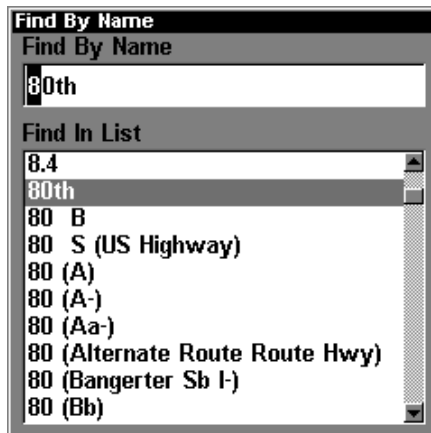 Find By Name
Find By Name
80th
Find In List
8.4
80th
80 B
80 S (US Highway)
80 (A)
80 (A-)
80 (Aa-)
80 (Alternate Route Route Hwy)
80 (Bangerter Sb I-)
80 (Bb)